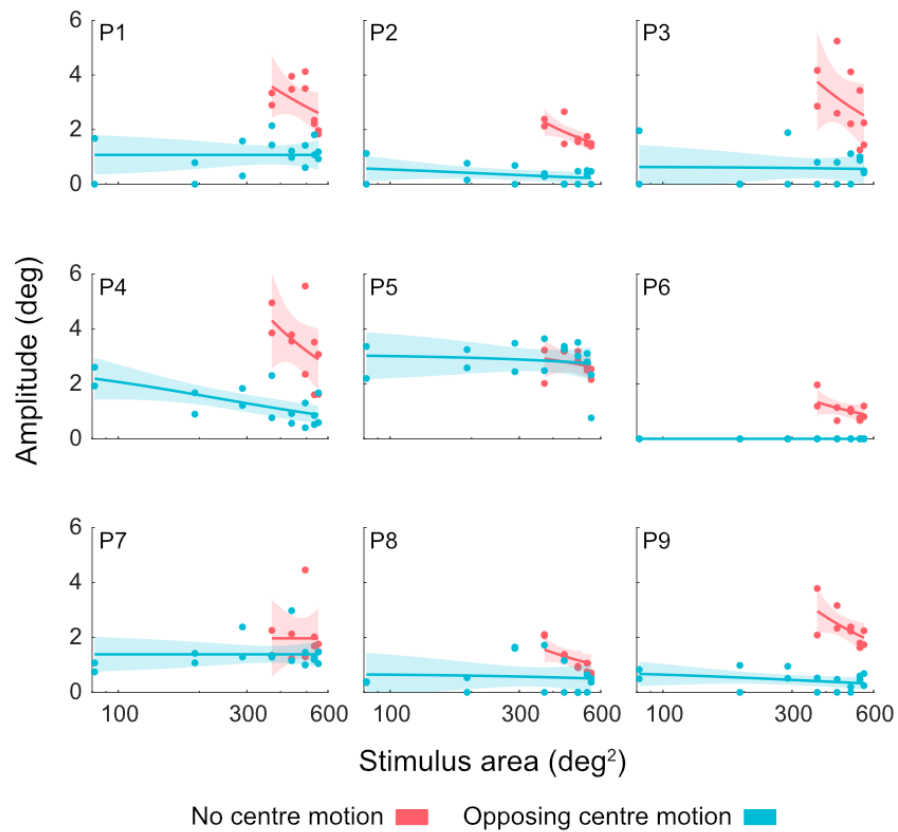 P1 P2 P3
6
4
2
0
P4 P5 P6
6
4
2
0
P7 P8 P9
6
4
2
0
100 300 600 100 300 600 100 300 600
Amplitude (deg)
Stimulus area (deg²)
No centre motion Opposing centre motion